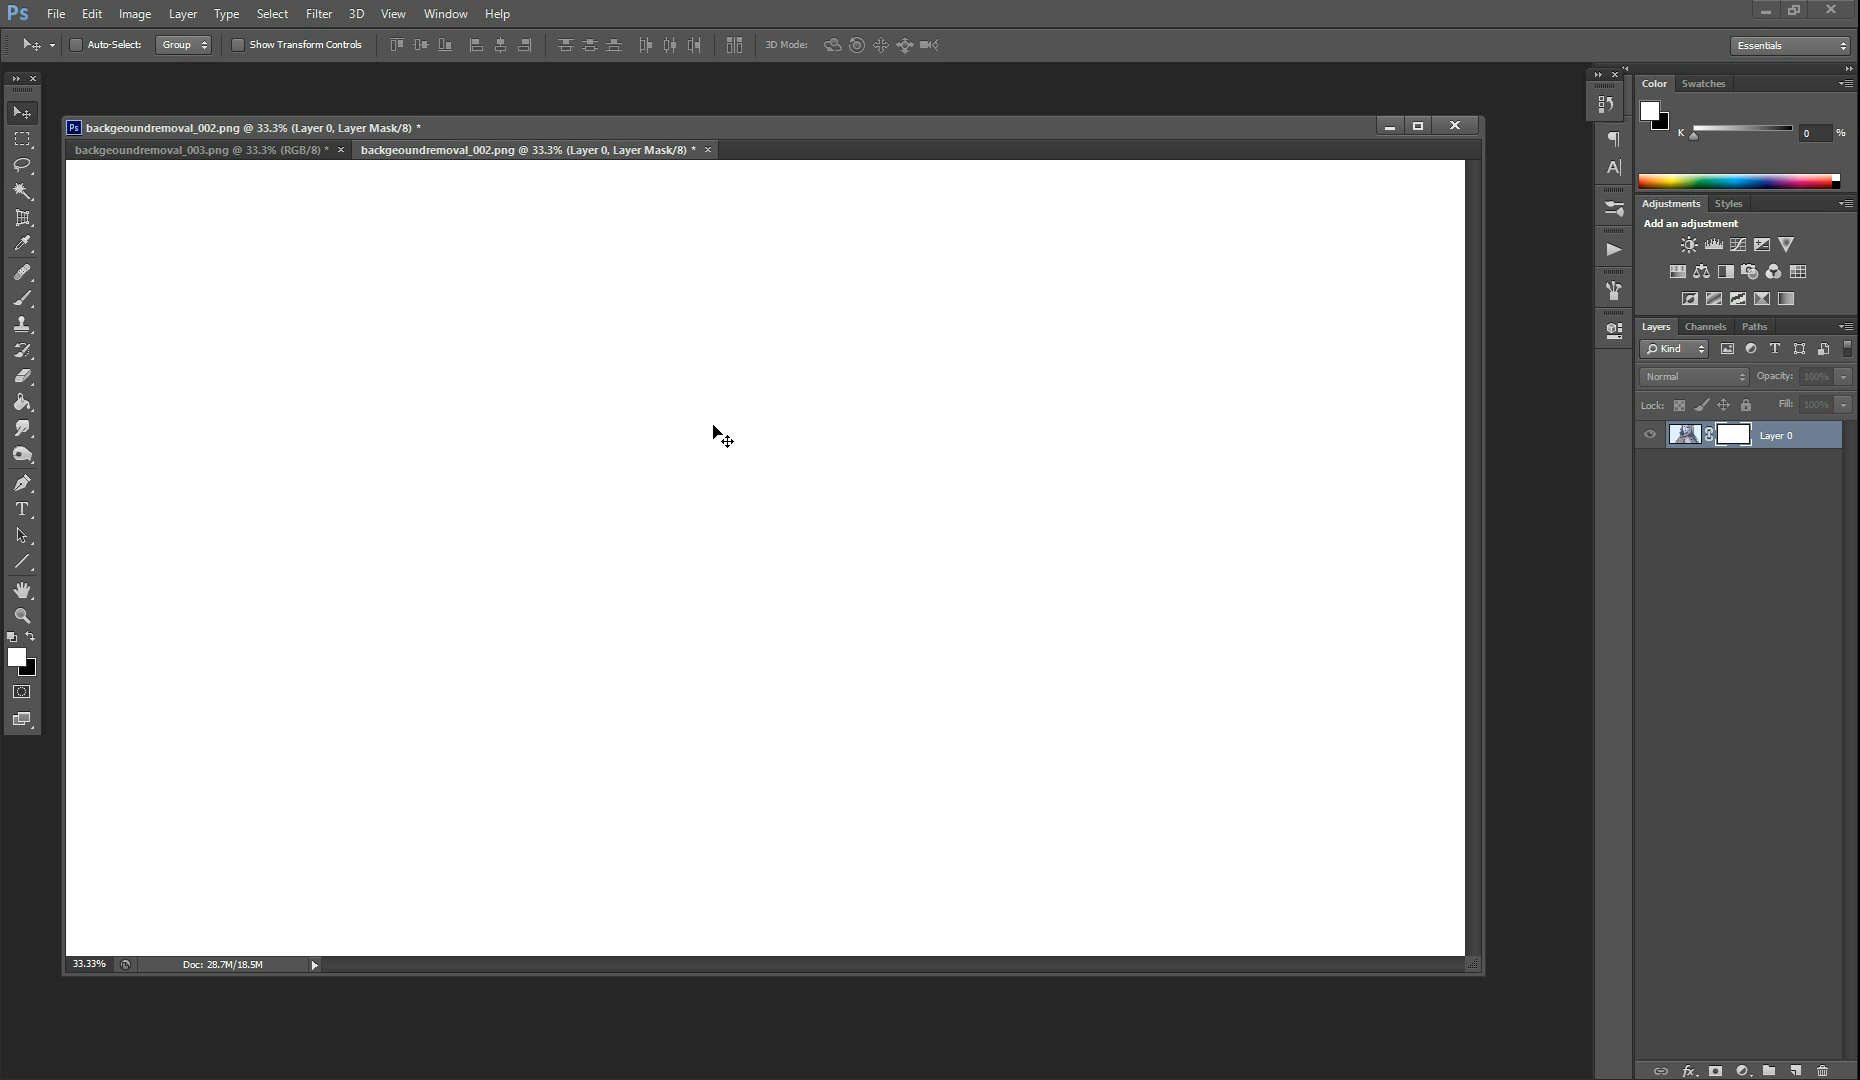 Ps File Edit Image Layer Type Select Filter 3D View Window Help
Auto-Select: Group Show Transform Controls 3D Mode: Essentials
Ps backgeoundremoval_002.png @ 33.3% (Layer 0, Layer Mask/8) *
backgeoundremoval_003.png @ 33.3% (RGB/8) * × backgeoundremoval_002.png @ 33.3% (Layer 0, Layer Mask/8) * ×
Color Swatches
K 0 %
Adjustments Styles
Add an adjustment
Layers Channels Paths
Kind
Normal Opacity: 100%
Lock: Fill: 100%
Layer 0
33.33% Doc: 28.7M/18.5M
fx